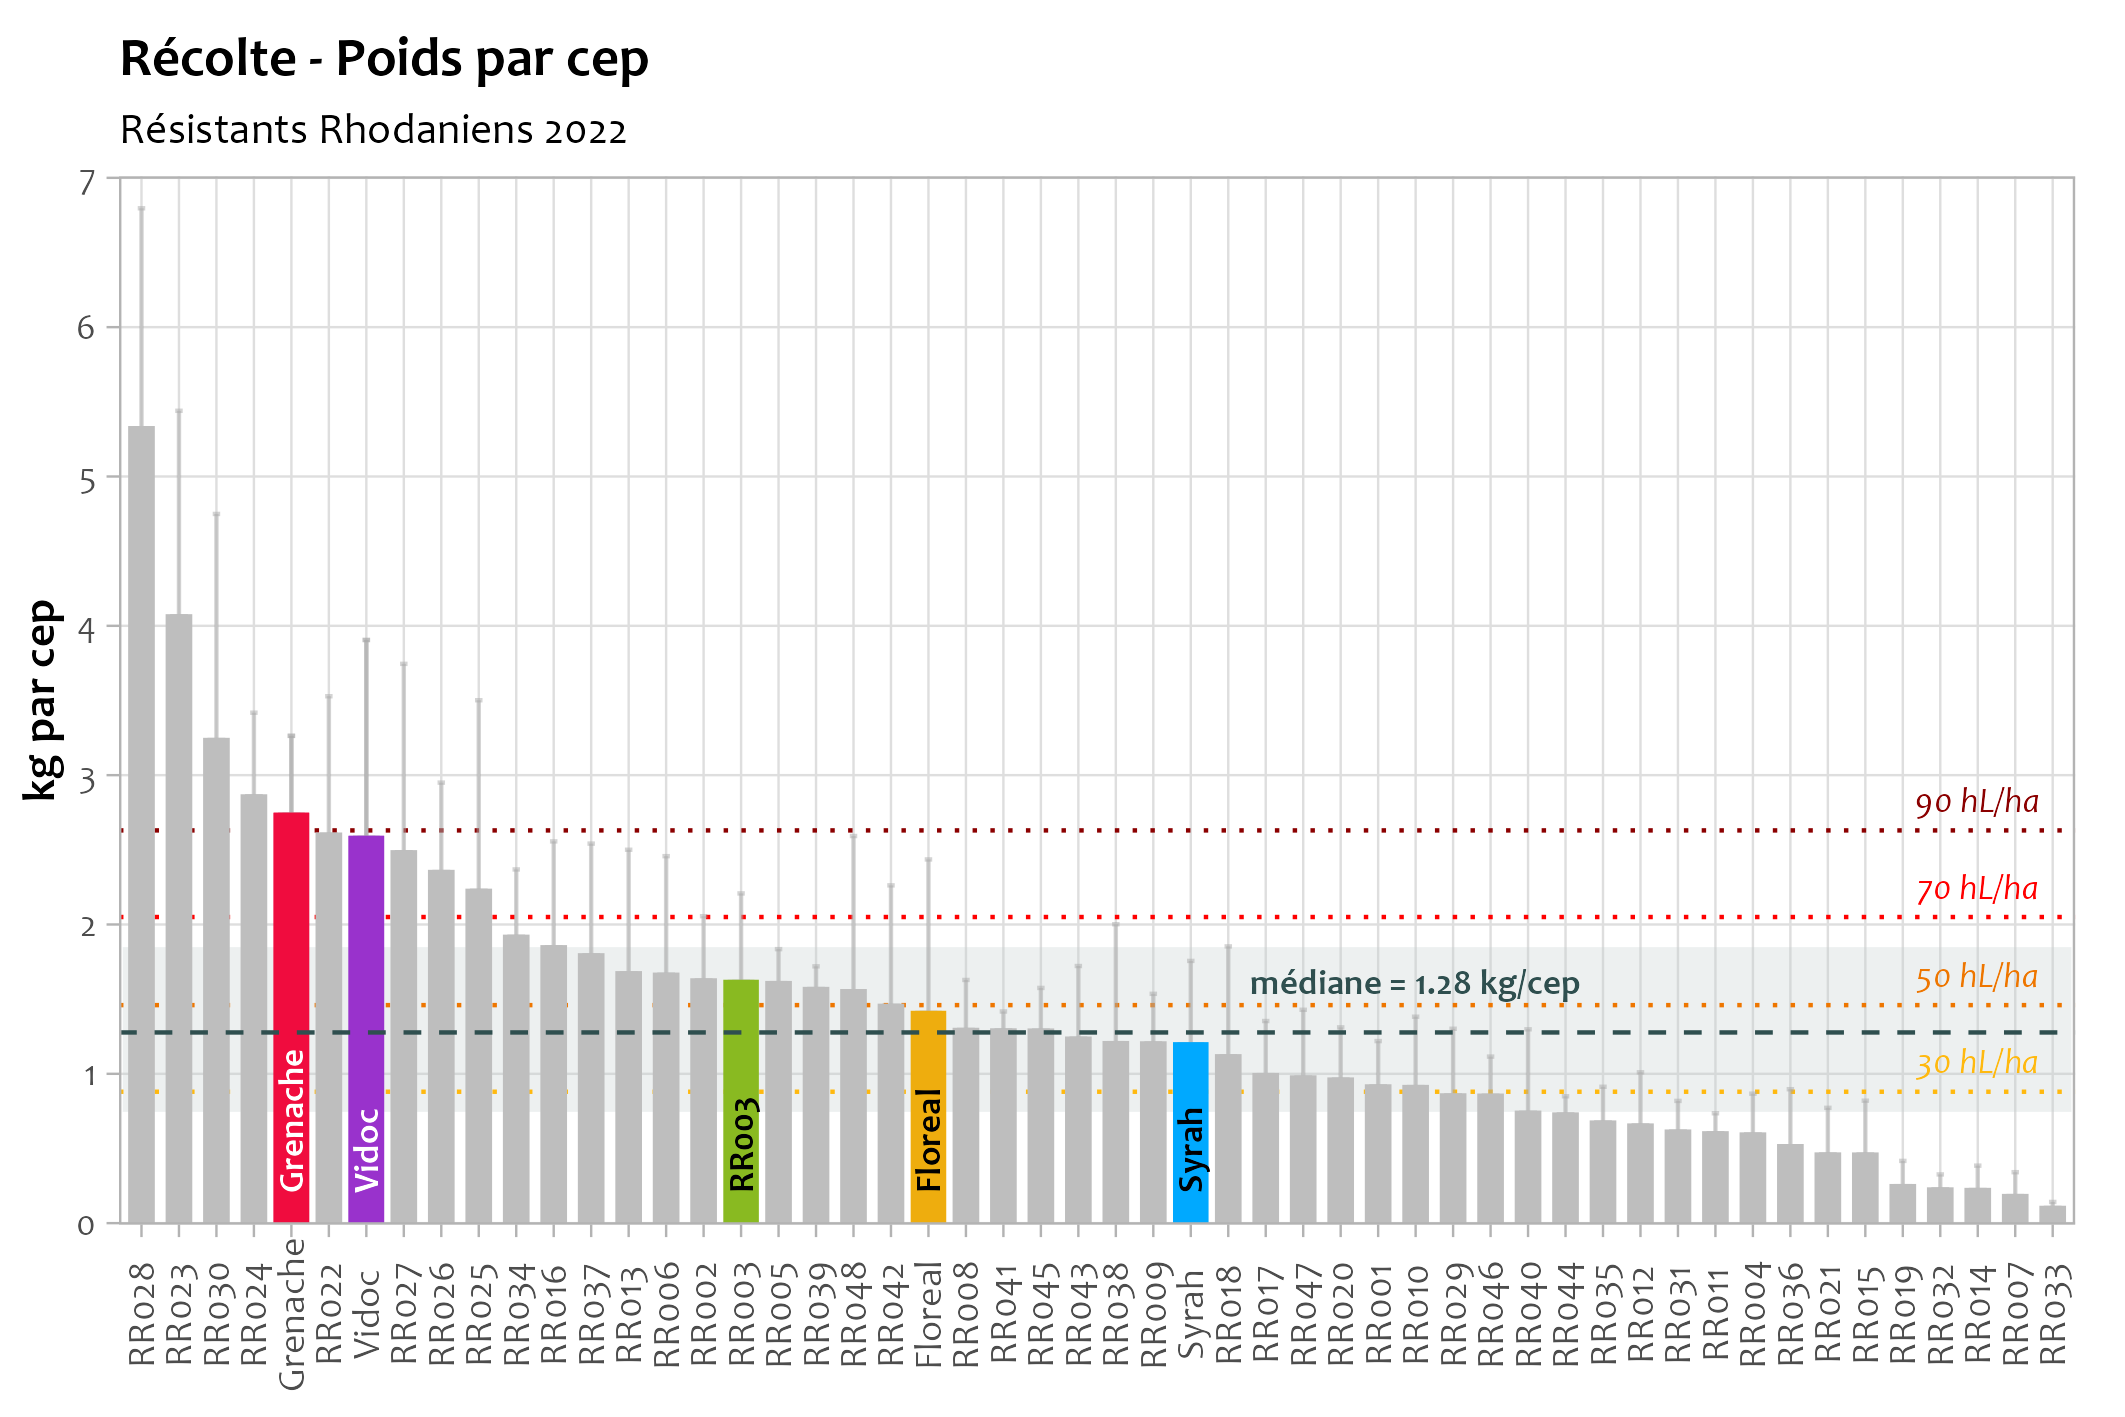 Récolte - Poids par cep
Résistants Rhodaniens 2022
kg par cep
7
6
5
4
3
2
1
0
90 hL/ha
70 hL/ha
50 hL/ha
30 hL/ha
médiane = 1.28 kg/cep
Grenache
Vidoc
RR003
Floreal
Syrah
RR028
RR023
RR030
RR024
Grenache
RR022
Vidoc
RR027
RR026
RR025
RR034
RR016
RR037
RR013
RR006
RR002
RR003
RR005
RR039
RR048
RR042
Floreal
RR008
RR041
RR045
RR043
RR038
RR009
Syrah
RR018
RR017
RR047
RR020
RR001
RR010
RR029
RR046
RR040
RR044
RR035
RR012
RR031
RR011
RR004
RR036
RR021
RR015
RR019
RR032
RR014
RR007
RR033